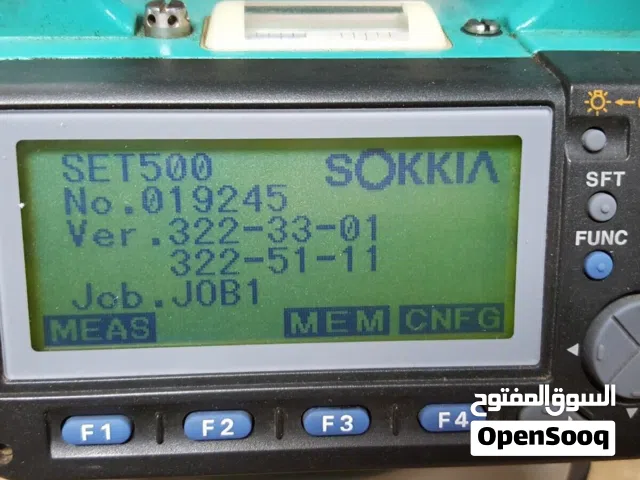 SET500 SOKKIA
No.019245
Ver.322-33-01
322-51-11
Job.JOB1
MEAS MEM CNFG
SFT
FUNC
F1 F2 F3 F4
السوق المفتوح
OpenSooq